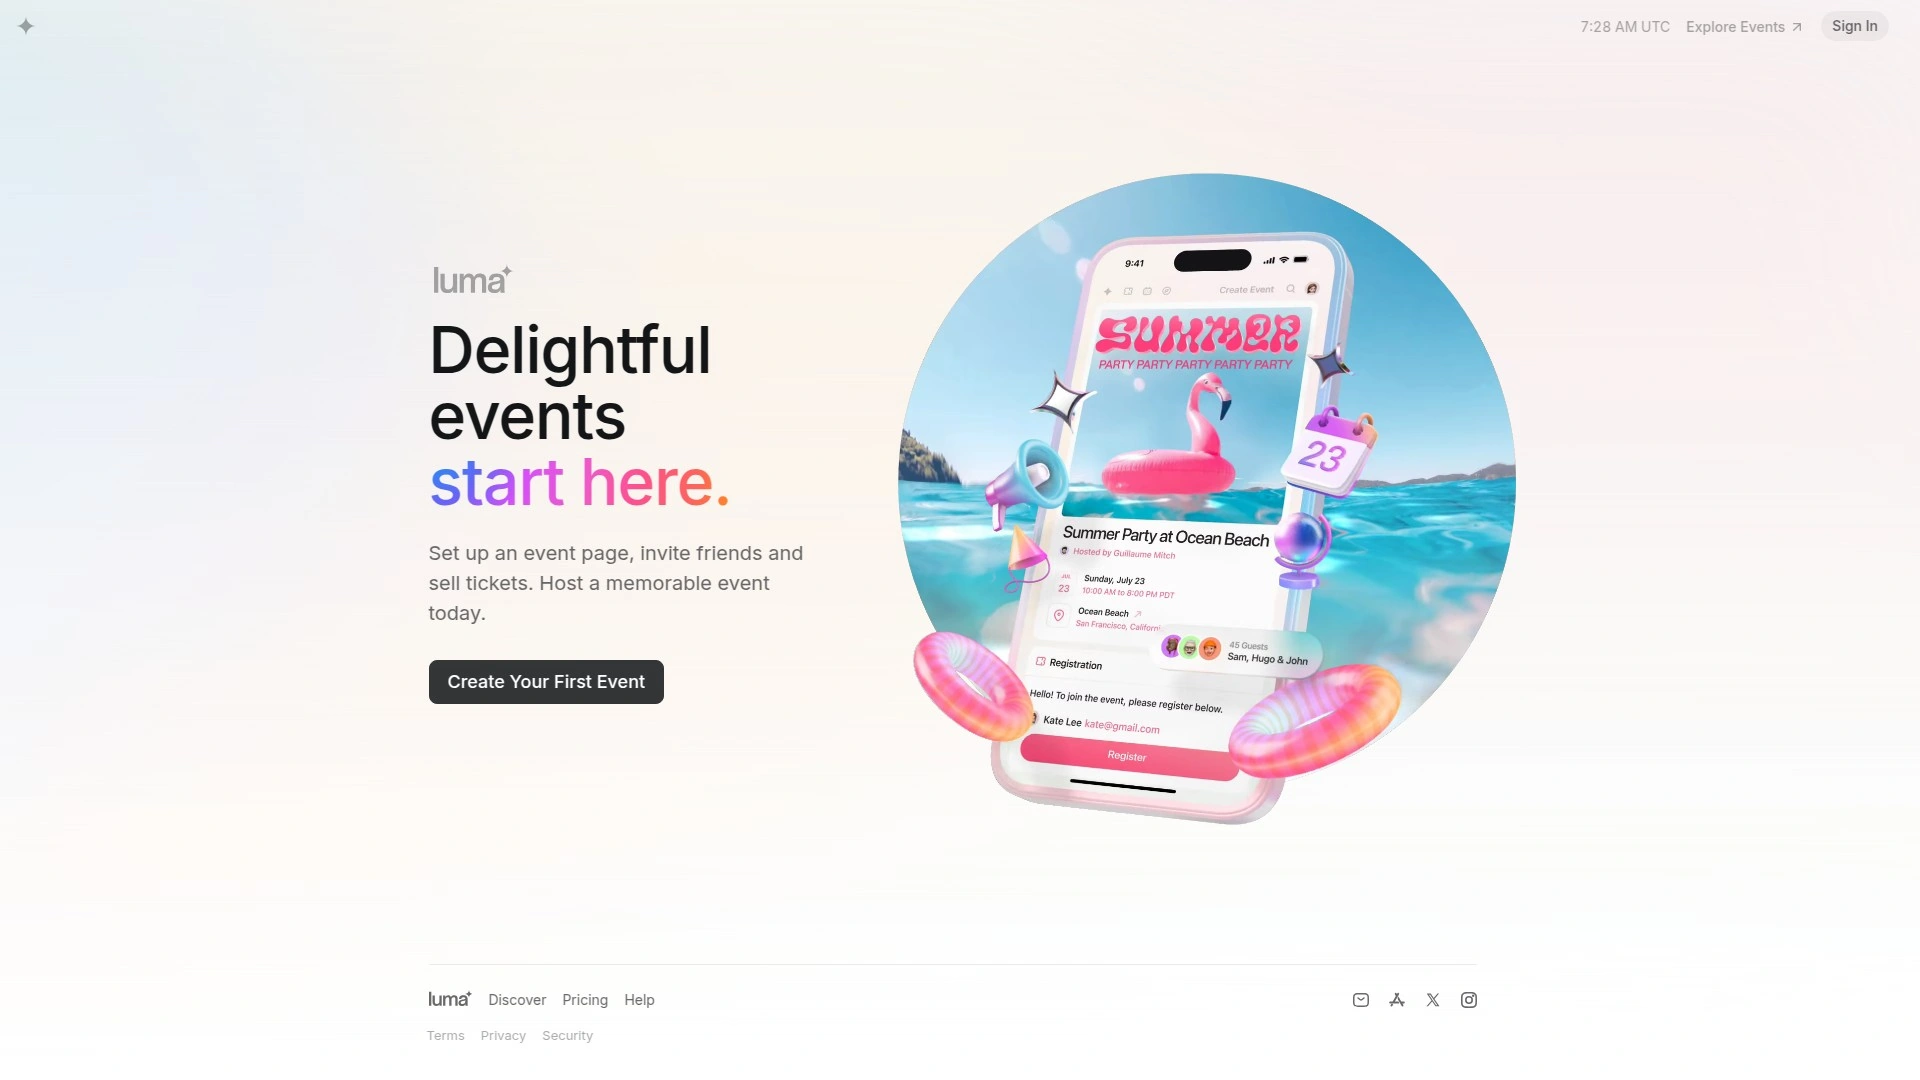 7:28 AM UTC
Explore Events
Sign In
luma
Delightful
events
start here.
Set up an event page, invite friends and
sell tickets. Host a memorable event
today.
Create Your First Event
9:41
Create Event
SUMMER
PARTY PARTY PARTY PARTY PARTY
23
Summer Party at Ocean Beach
Hosted by Guillaume Mitch
23
Sunday, July 23
10:00 AM to 8:00 PM PDT
Ocean Beach
San Francisco,
45 Guests
Sam, Hugo & John
Registration
Hello! To join the event, please register below.
Kate Lee kate@gmail.com
Register
luma
Discover
Pricing
Help
Terms
Privacy
Security